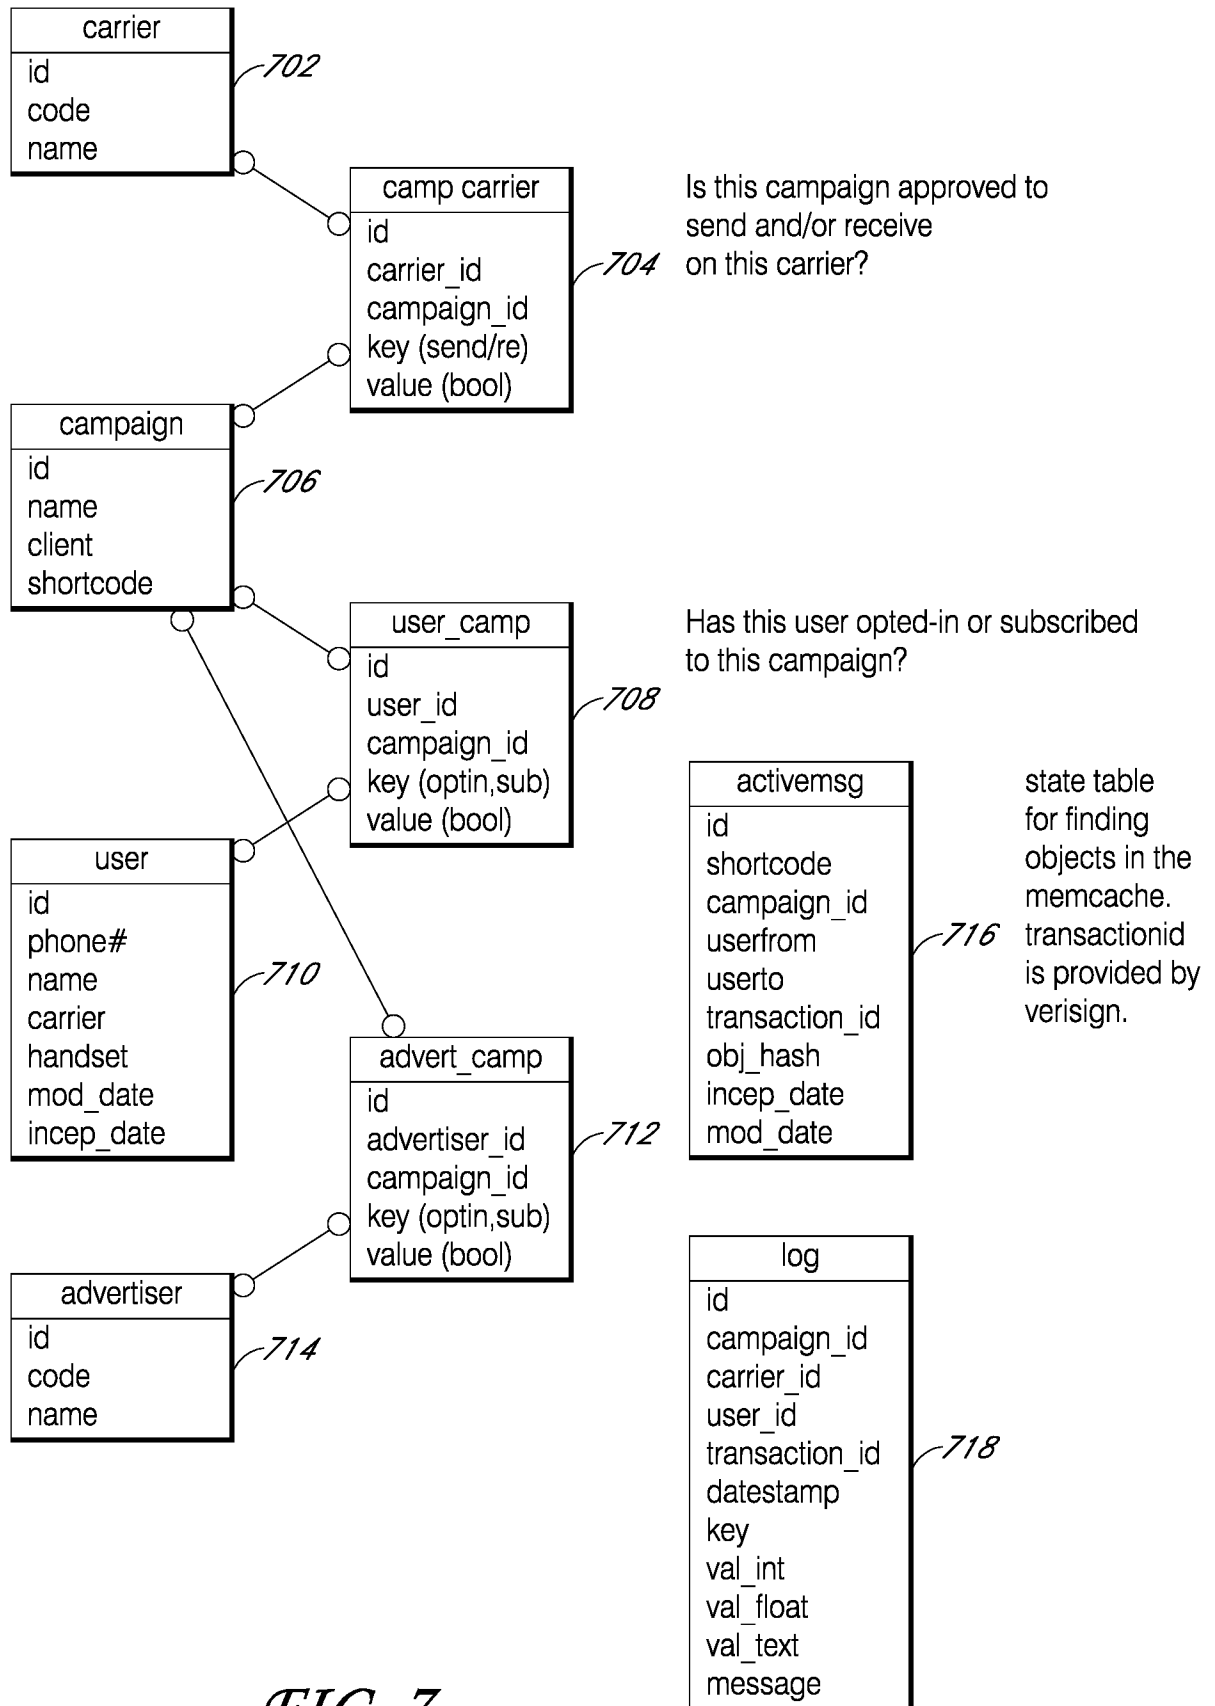 carrier
id
code
name
702
camp carrier
id
carrier_id
campaign_id
key (send/re)
value (bool)
704
Is this campaign approved to
send and/or receive
on this carrier?
campaign
id
name
client
shortcode
706
user_camp
id
user_id
campaign_id
key (optin,sub)
value (bool)
708
Has this user opted-in or subscribed
to this campaign?
user
id
phone#
name
carrier
handset
mod_date
incep_date
710
activemsg
id
shortcode
campaign_id
userfrom
userto
transaction_id
obj_hash
incep_date
mod_date
716
state table
for finding
objects in the
memcache.
transactionid
is provided by
verisign.
advert_camp
id
advertiser_id
campaign_id
key (optin,sub)
value (bool)
712
advertiser
id
code
name
714
log
id
campaign_id
carrier_id
user_id
transaction_id
datestamp
key
val_int
val_float
val_text
message
718
FIG. 7